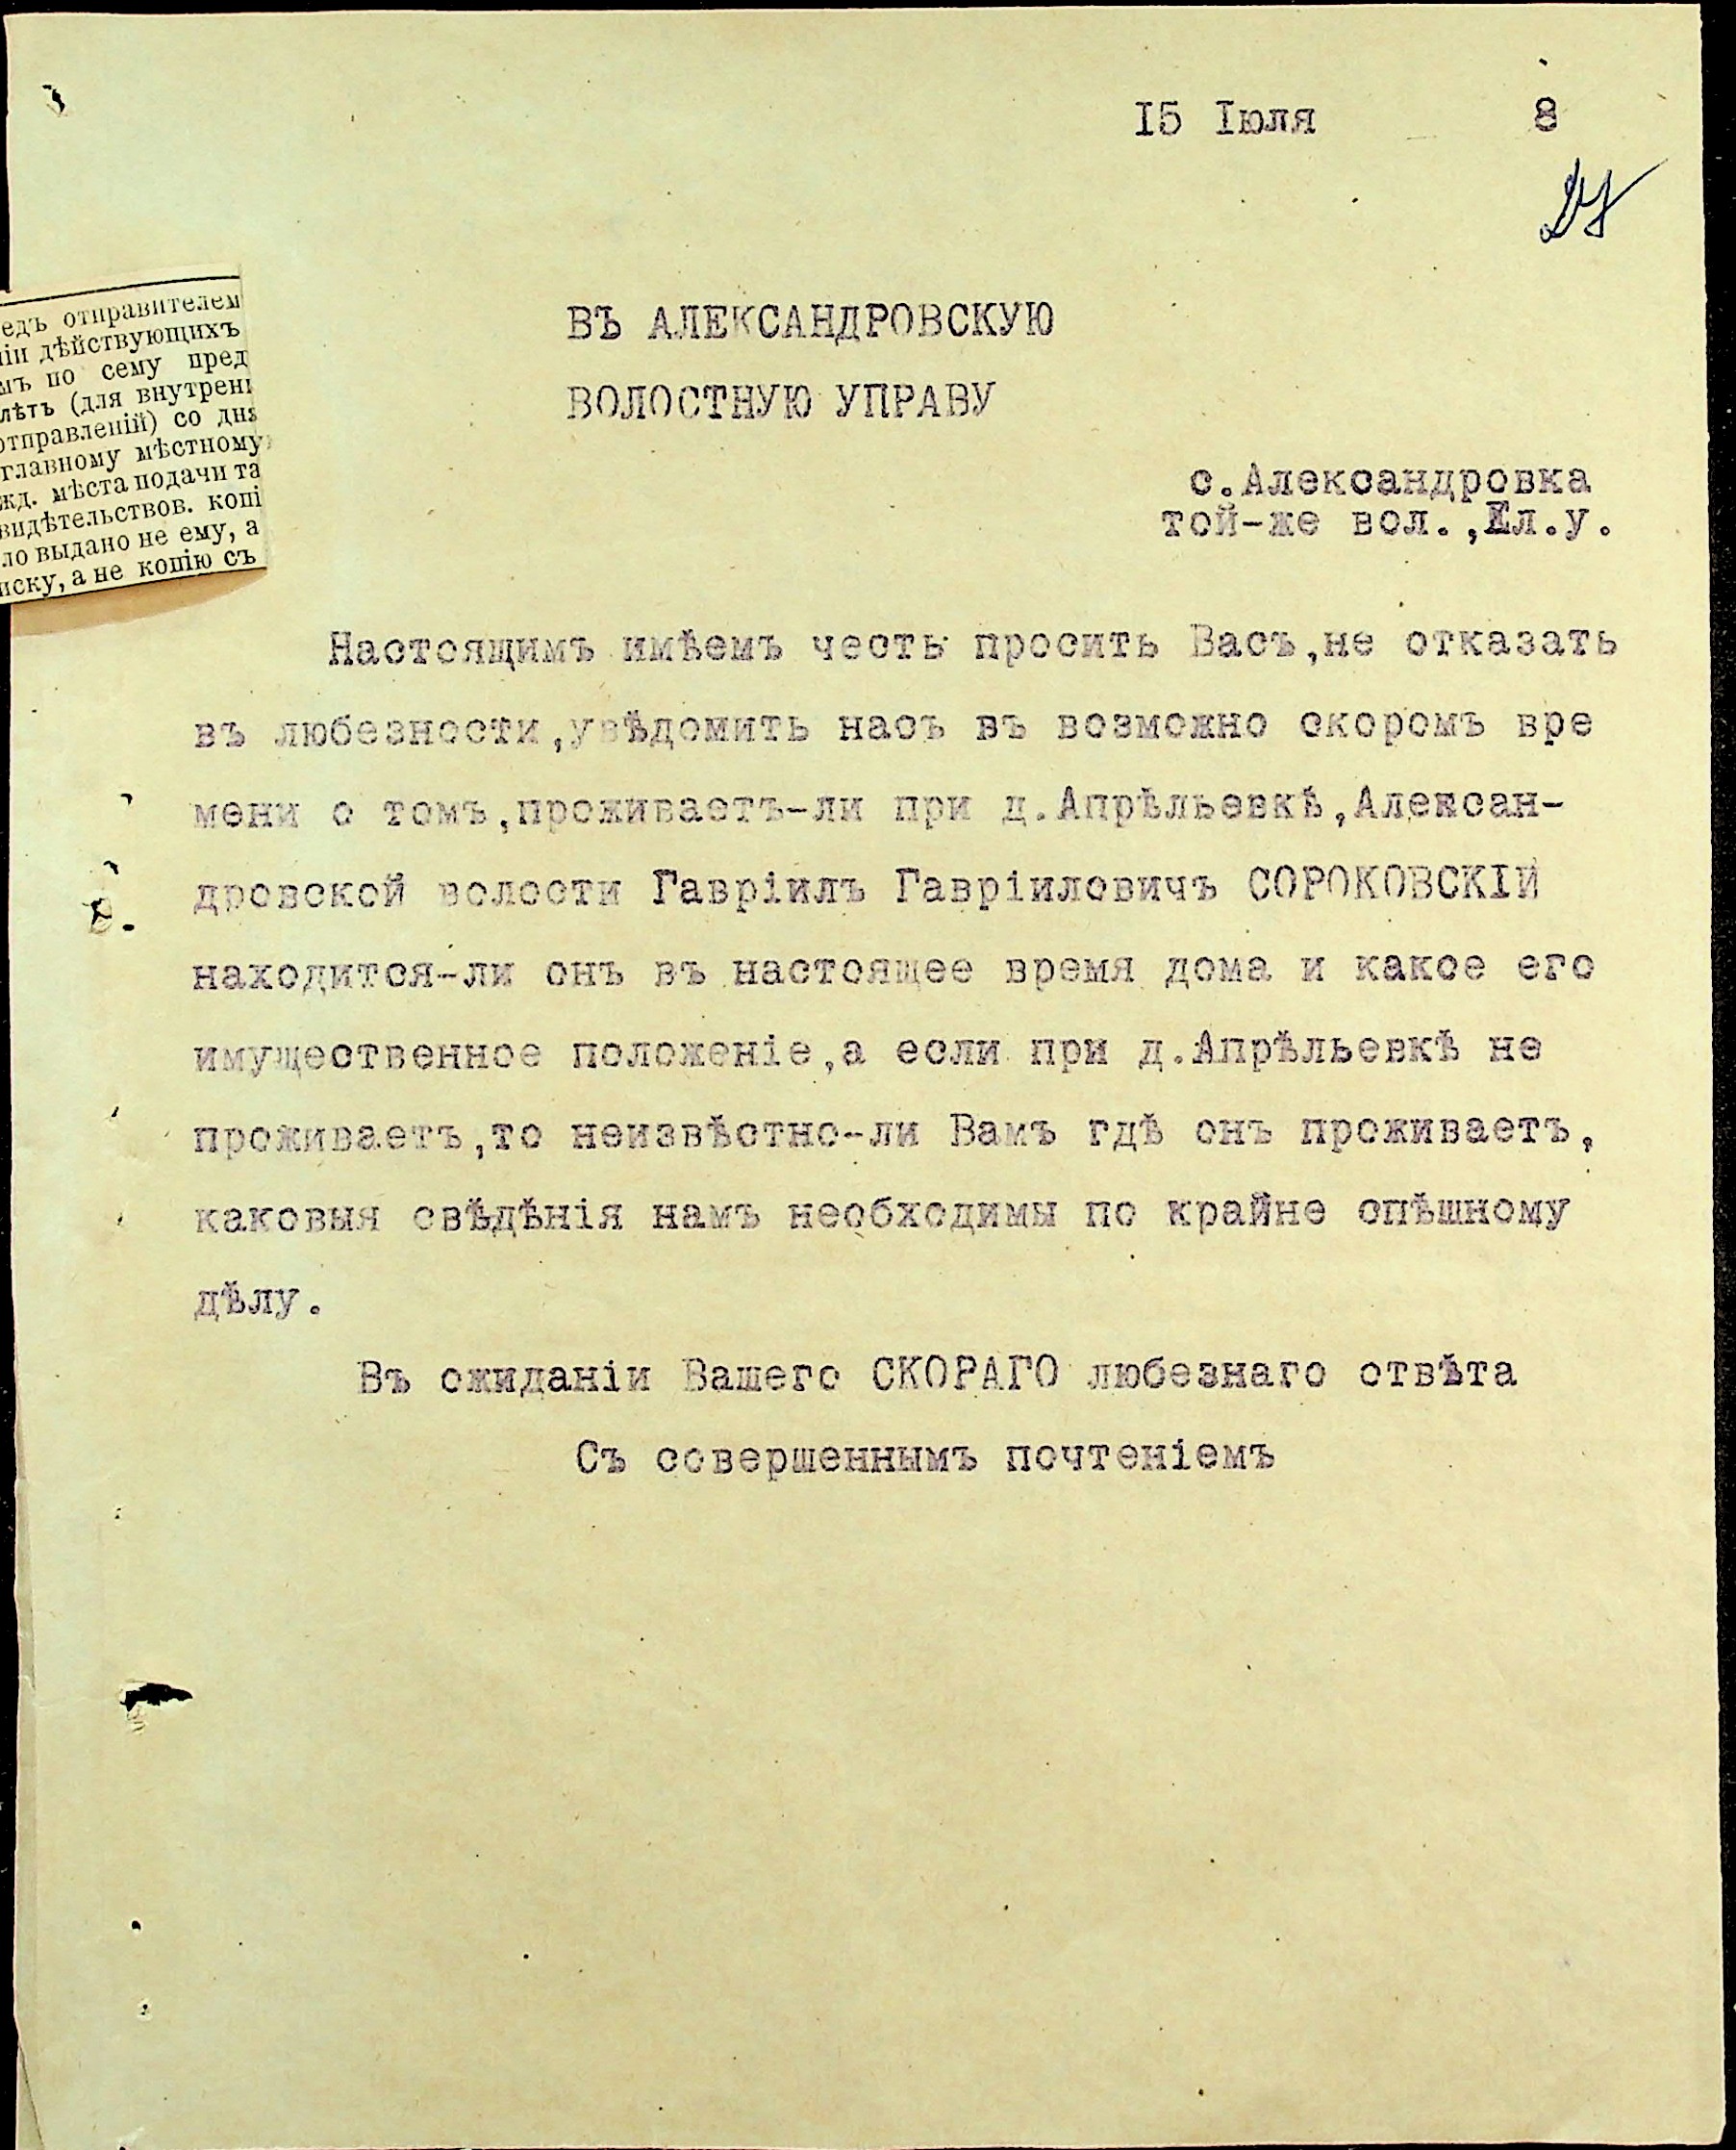 15 Іюля 8
ВЪ АЛЕКСАНДРОВСКУЮ
ВОЛОСТНУЮ УПРАВУ
с.Александровка
той-же вол.,Ел.у.
едъ отправителем
ніи дѣйствующихъ
мъ по сему пред
лѣтъ (для внутрен
отправленій) со дня
главному мѣстному
жд. мѣста подачи та
видѣтельствов. копі
ло выдано не ему, а
иску, а не копію съ
Настоящимъ имѣемъ честь просить Васъ,не отказать
въ любезности,увѣдомить насъ въ возможно скоромъ вре
мени о томъ,проживаетъ-ли при д.Апрѣльевкѣ,Алексан-
дровской волости Гавріилъ Гавріиловичъ СОРОКОВСКІЙ
находится-ли онъ въ настоящее время дома и какое его
имущественное положеніе,а если при д.Апрѣльевкѣ не
проживаетъ,то неизвѣстно-ли Вамъ гдѣ онъ проживаетъ,
каковыя свѣдѣнія намъ необходимы по крайне спѣшному
дѣлу.
Въ ожиданіи Вашего СКОРАГО любезнаго отвѣта
Съ совершеннымъ почтеніемъ